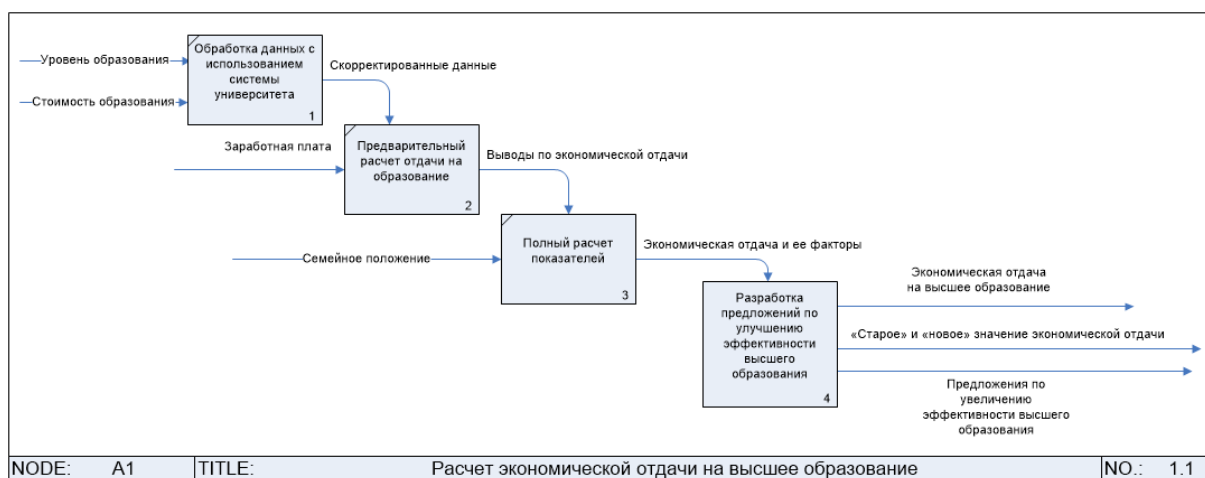 Уровень образования
Стоимость образования
Обработка данных с
использованием
системы
университета
1
Скорректированные данные
Заработная плата
Предварительный
расчет отдачи на
образование
2
Выводы по экономической отдачи
Семейное положение
Полный расчет
показателей
3
Экономическая отдача и ее факторы
Разработка
предложений по
улучшению
эффективности
высшего
образования
4
Экономическая отдача
на высшее образование
«Старое» и «новое» значение экономической отдачи
Предложения по
увеличению
эффективности высшего
образования
NODE: A1 TITLE: Расчет экономической отдачи на высшее образование NO.: 1.1